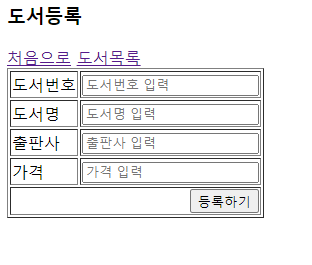 도서등록
처음으로 도서목록
도서번호 도서번호 입력
도서명 도서명 입력
출판사 출판사 입력
가격 가격 입력
등록하기